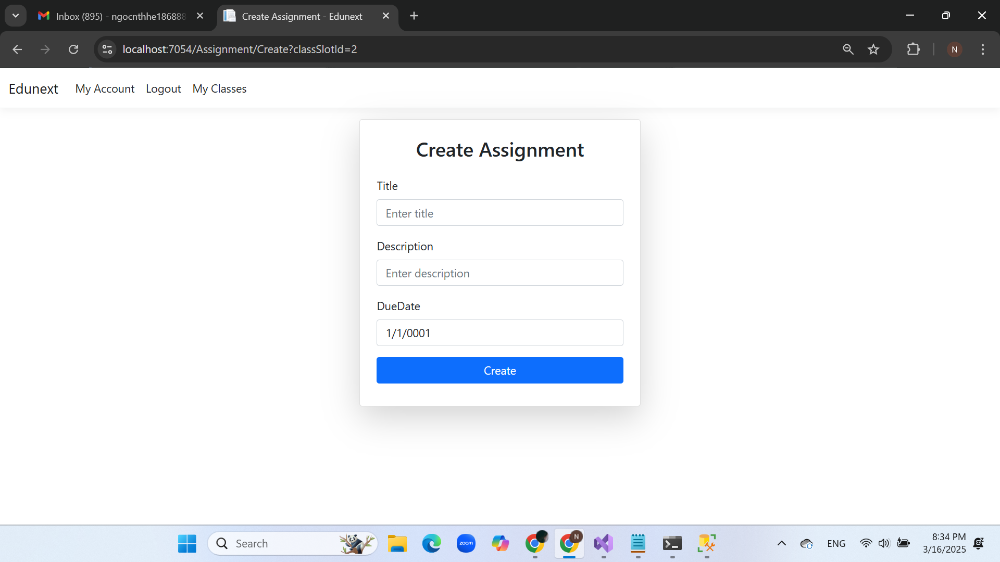 Inbox (895) - ngocnthhe186888
Create Assignment - Edunext
localhost:7054/Assignment/Create?classSlotId=2
N
Edunext My Account Logout My Classes
Create Assignment
Title
Enter title
Description
Enter description
DueDate
1/1/0001
Create
Search
zoom
N
ENG
8:34 PM
3/16/2025